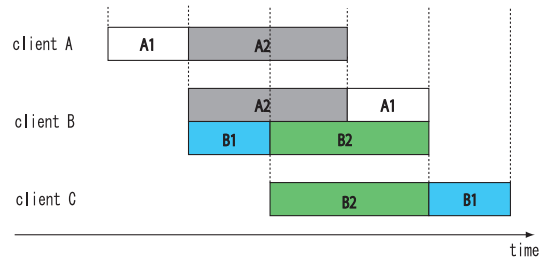 client A
A1
A2
client B
A2
A1
B1
B2
client C
B2
B1
time